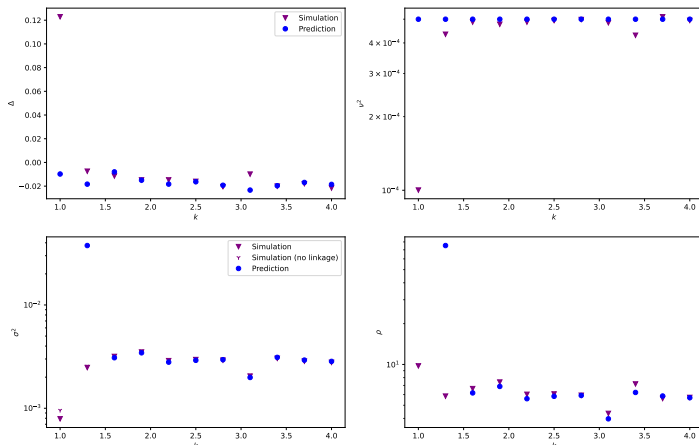 0.12
0.10
0.08
0.06
0.04
0.02
0.00
−0.02
Δ
1.0 1.5 2.0 2.5 3.0 3.5 4.0
k
Simulation
Prediction
4 × 10⁻⁴
3 × 10⁻⁴
2 × 10⁻⁴
10⁻⁴
ν²
1.0 1.5 2.0 2.5 3.0 3.5 4.0
k
10⁻²
10⁻³
σ²
1.0 1.5 2.0 2.5 3.0 3.5 4.0
Simulation
Simulation (no linkage)
Prediction
10¹
ρ
1.0 1.5 2.0 2.5 3.0 3.5 4.0